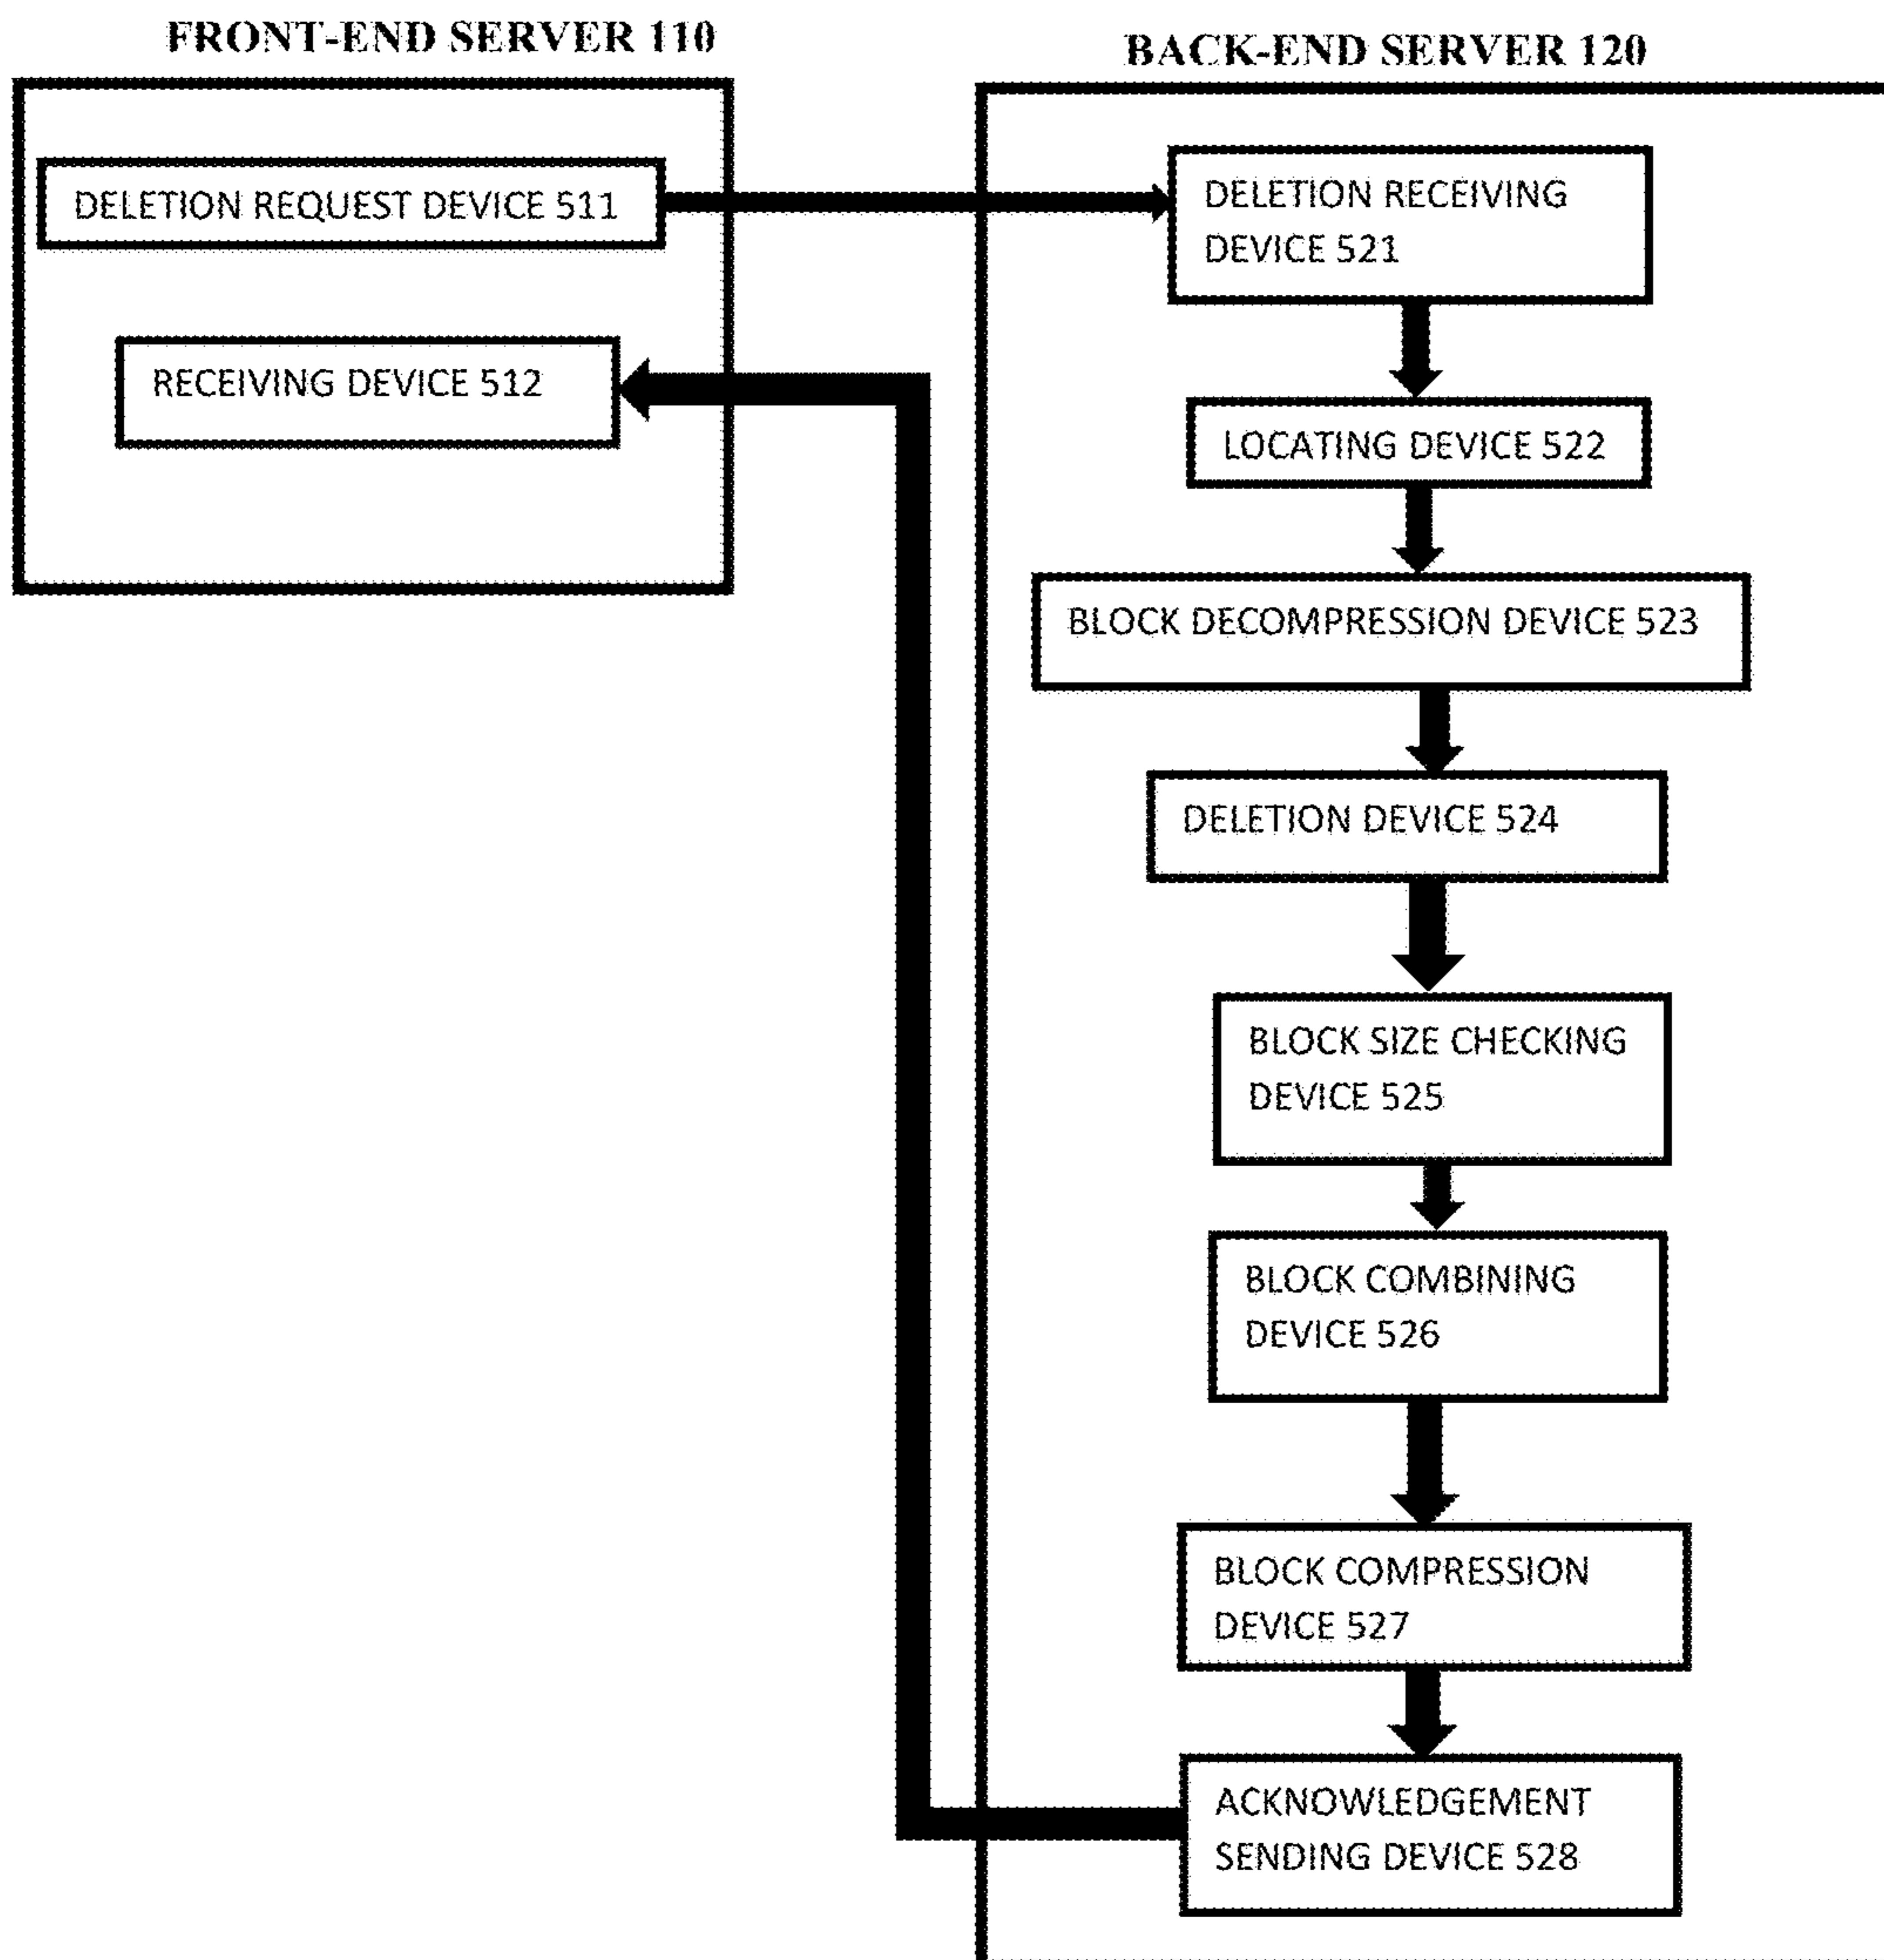 FRONT-END SERVER 110
DELETION REQUEST DEVICE 511
RECEIVING DEVICE 512
BACK-END SERVER 120
DELETION RECEIVING
DEVICE 521
LOCATING DEVICE 522
BLOCK DECOMPRESSION DEVICE 523
DELETION DEVICE 524
BLOCK SIZE CHECKING
DEVICE 525
BLOCK COMBINING
DEVICE 526
BLOCK COMPRESSION
DEVICE 527
ACKNOWLEDGEMENT
SENDING DEVICE 528